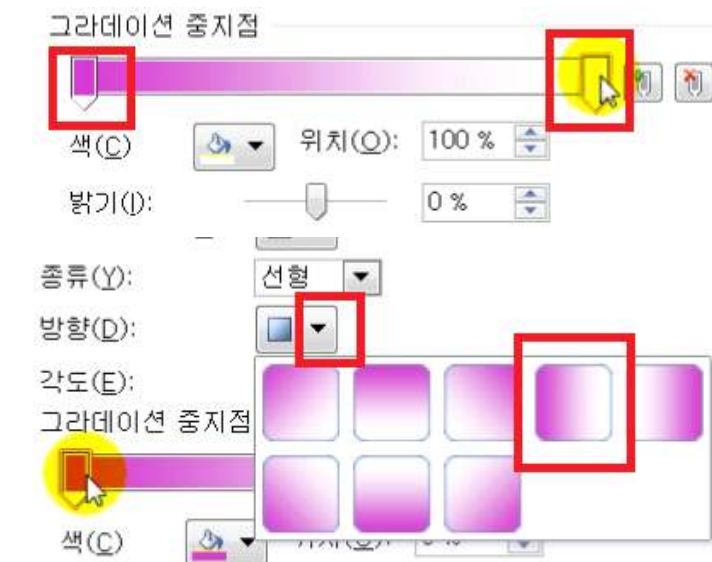 그라데이션 중지점
색(C) 위치(O): 100 %
밝기(I): 0 %
종류(Y): 선형
방향(D):
각도(E):
그라데이션 중지점
색(C)